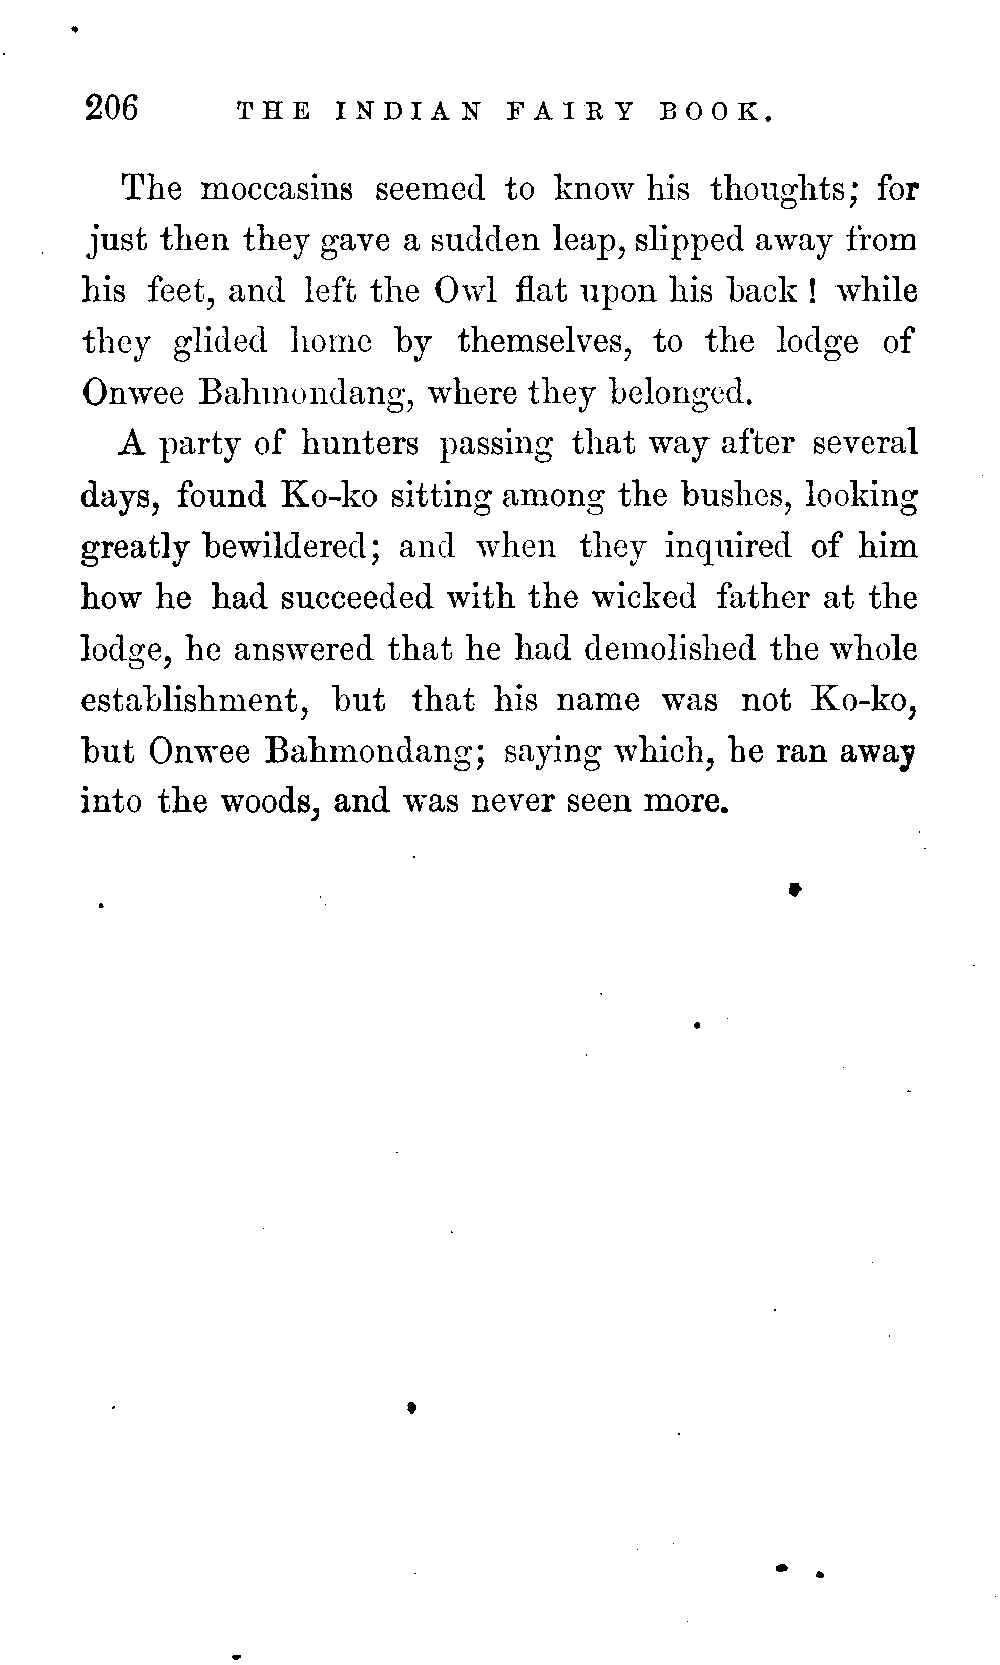 206 THE INDIAN FAIRY BOOK.
The moccasins seemed to know his thoughts; for
just then they gave a sudden leap, slipped away from
his feet, and left the Owl flat upon his back! while
they glided home by themselves, to the lodge of
Onwee Bahmondang, where they belonged.
A party of hunters passing that way after several
days, found Ko-ko sitting among the bushes, looking
greatly bewildered; and when they inquired of him
how he had succeeded with the wicked father at the
lodge, he answered that he had demolished the whole
establishment, but that his name was not Ko-ko,
but Onwee Bahmondang; saying which, he ran away
into the woods, and was never seen more.